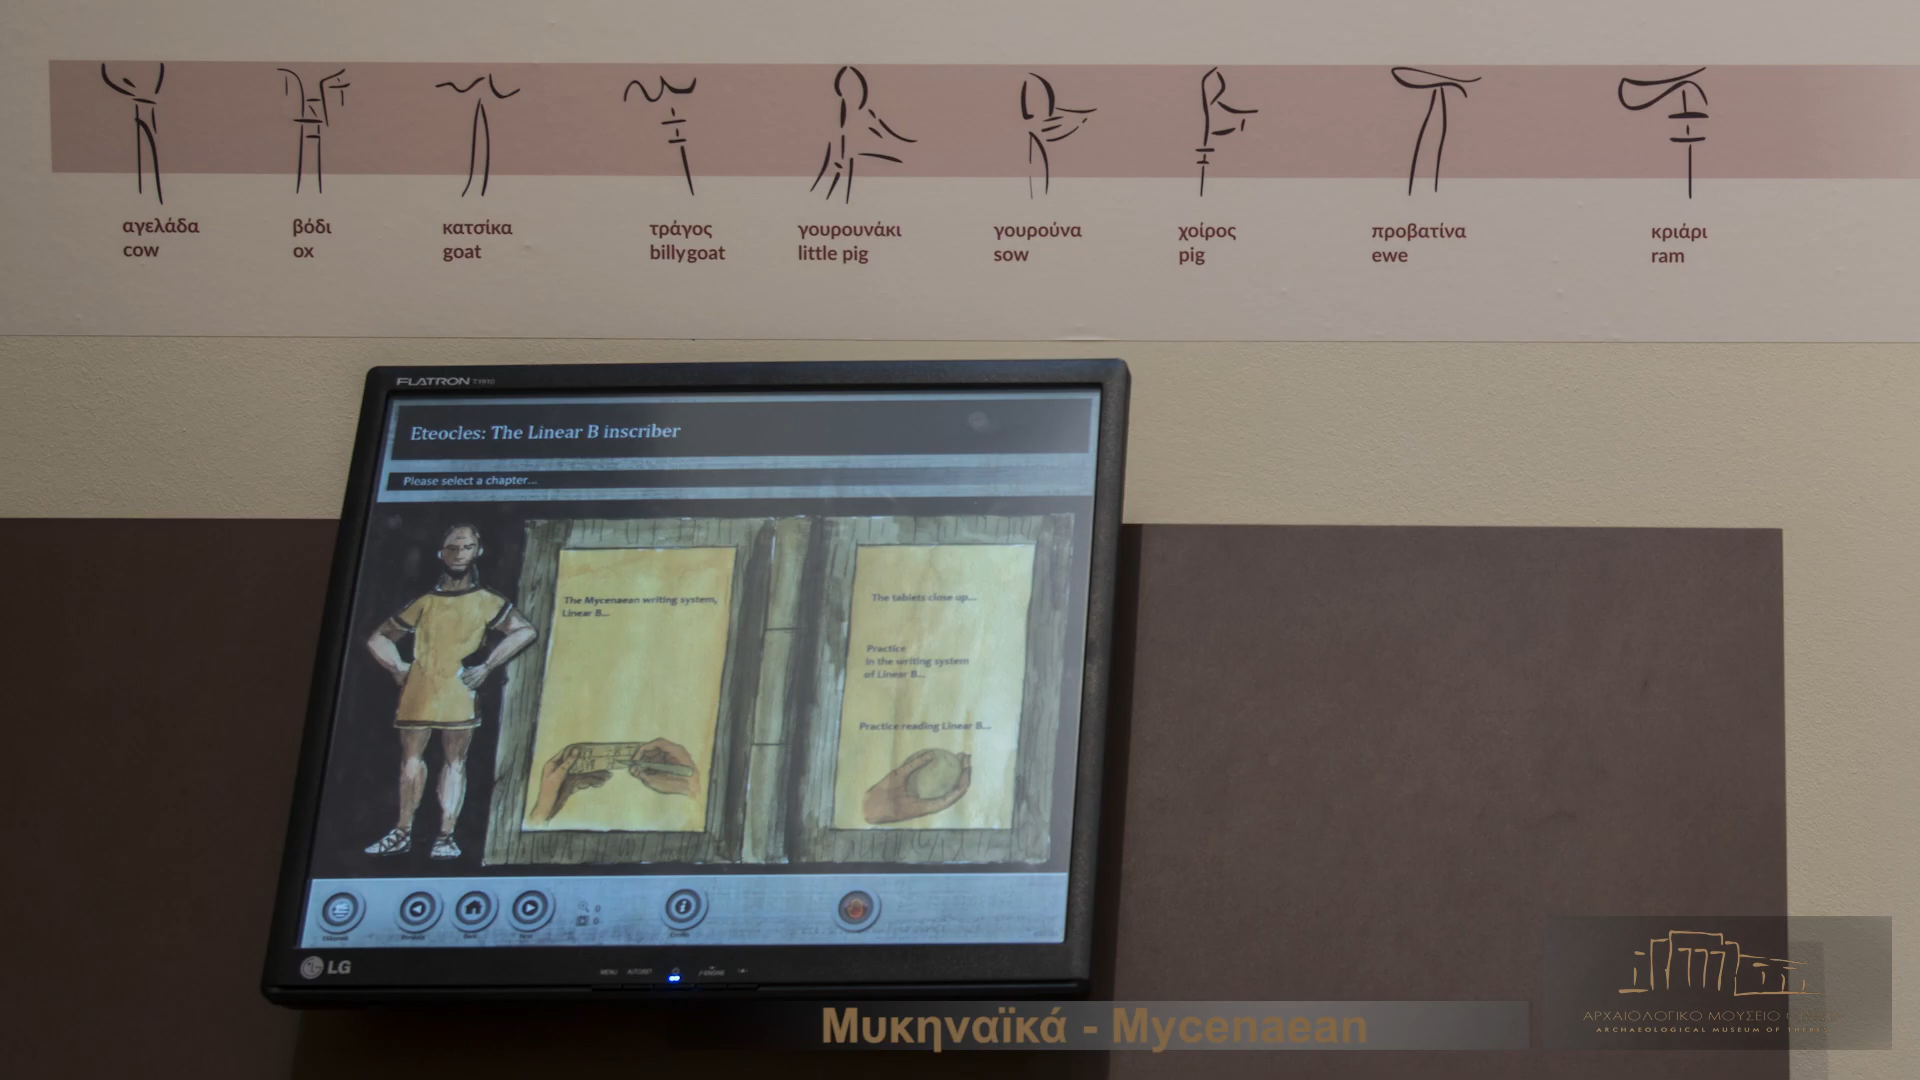 αγελάδα
cow
βόδι
ox
κατσίκα
goat
τράγος
billygoat
γουρουνάκι
little pig
γουρούνα
sow
χοίρος
pig
προβατίνα
ewe
κριάρι
ram
FLATRON
Eteocles: The Linear B inscriber
Please select a chapter...
The Mycenaean writing system,
Linear B...
The tablets close up...
Practice
in the writing system
of Linear B...
Practice reading Linear B...
LG
MENU
Μυκηναϊκά - Mycenaean
ΑΡΧΑΙΟΛΟΓΙΚΟ ΜΟΥΣΕΙΟ
ARCHAEOLOGICAL MUSEUM OF